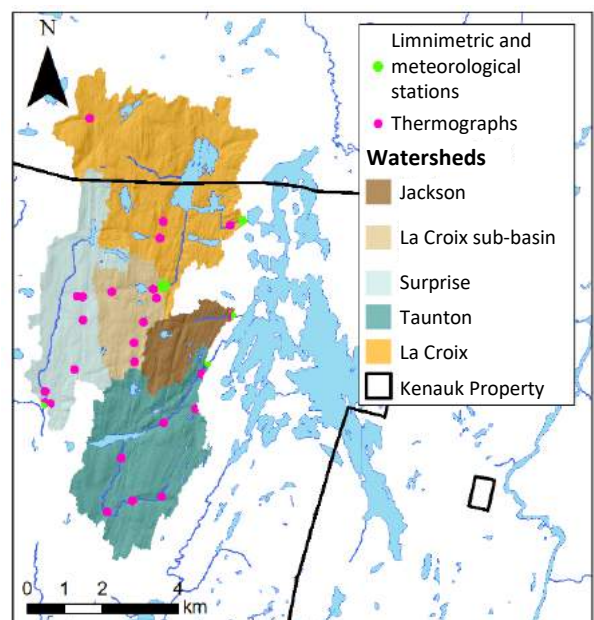 N
Limnimetric and
meteorological
stations
Thermographs
Watersheds
Jackson
La Croix sub-basin
Surprise
Taunton
La Croix
Kenauk Property
0 1 2 4
km